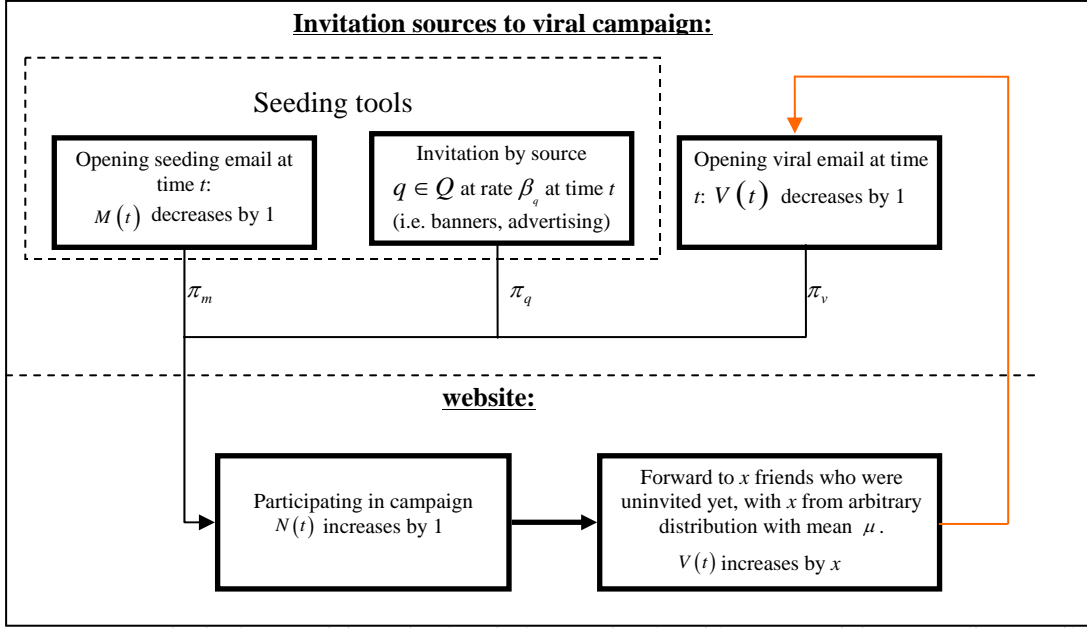 Invitation sources to viral campaign:
Seeding tools
Opening seeding email at
time t:
M(t) decreases by 1
Invitation by source
q ∈ Q at rate β_q at time t
(i.e. banners, advertising)
Opening viral email at time
t: V(t) decreases by 1
π_m
π_q
π_v
website:
Participating in campaign
N(t) increases by 1
Forward to x friends who were
uninvited yet, with x from arbitrary
distribution with mean μ.
V(t) increases by x